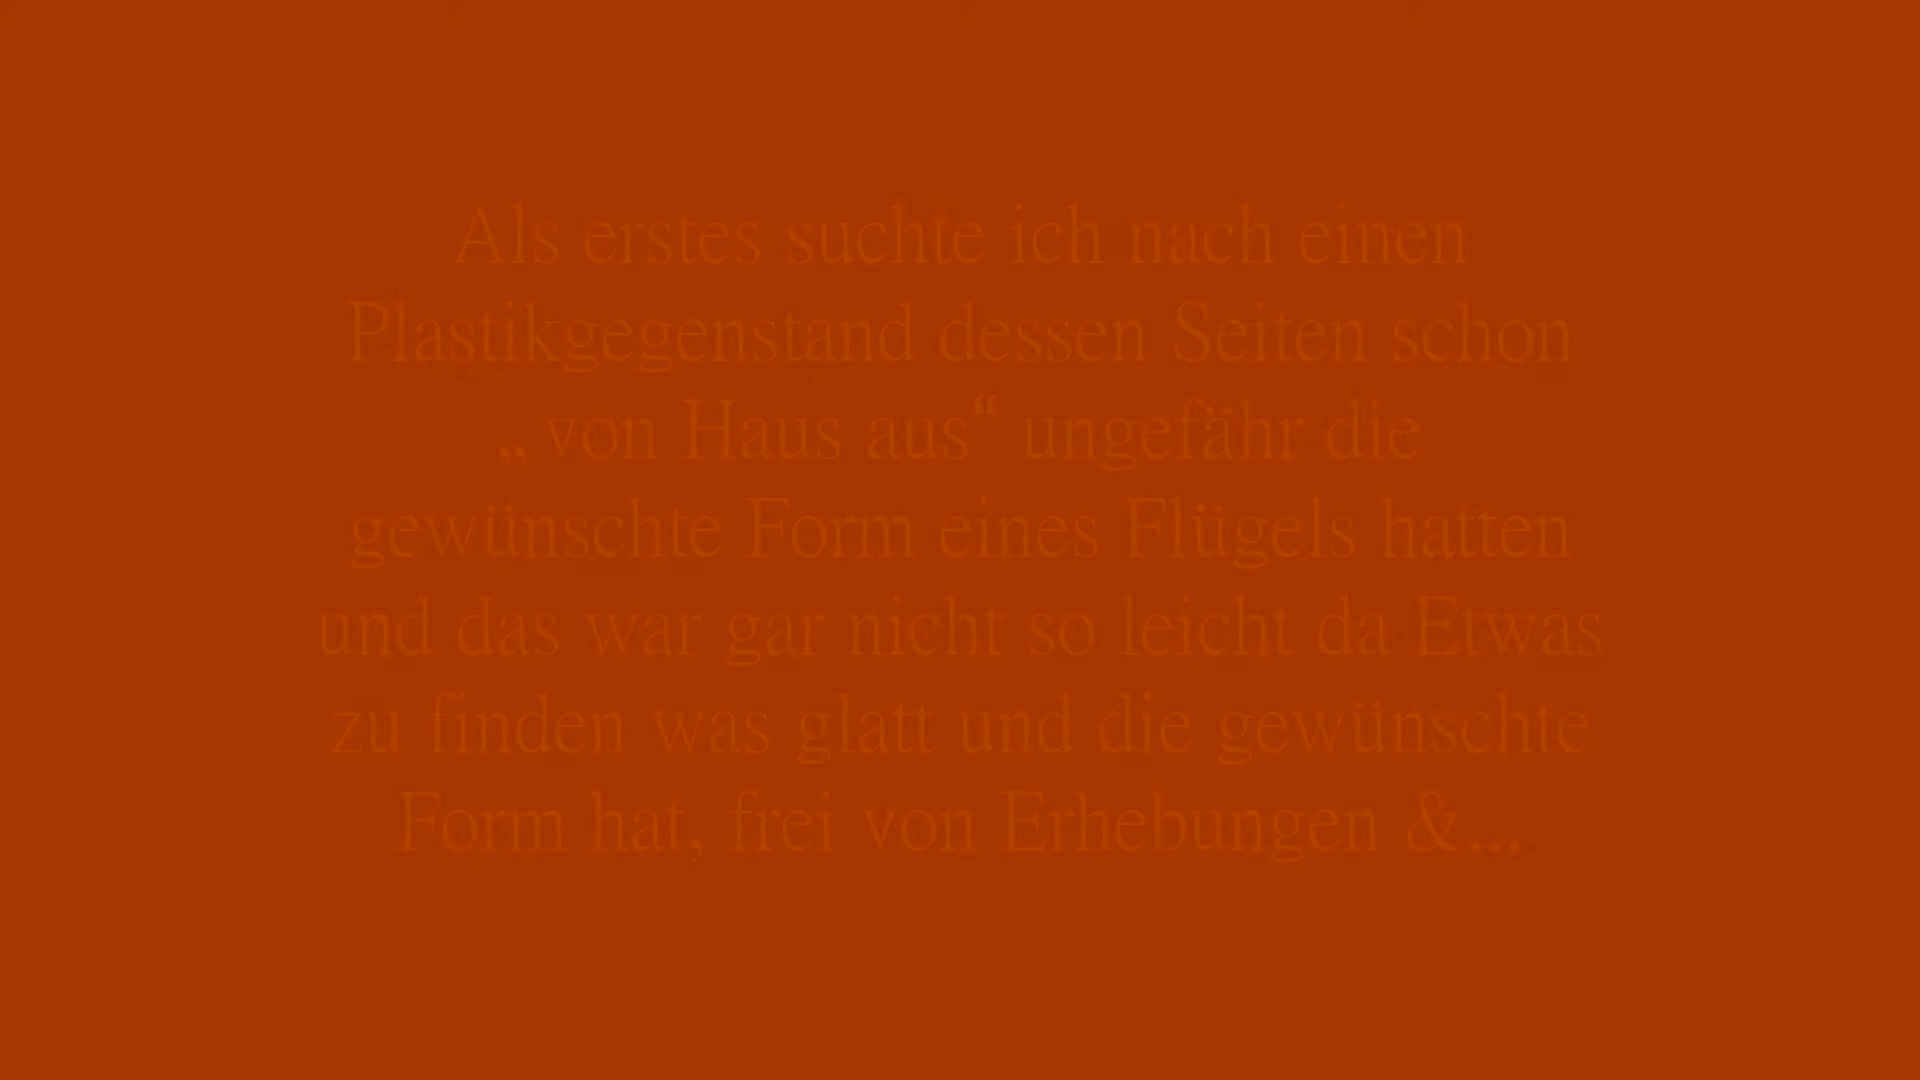 Als erstes suchte ich nach einen
Plastikgegenstand dessen Seiten schon
„ von Haus aus“ ungefähr die
gewünschte Form eines Flügels hatten
und das war gar nicht so leicht da Etwas
zu finden was glatt und die gewünschte
Form hat, frei von Erhebungen &...